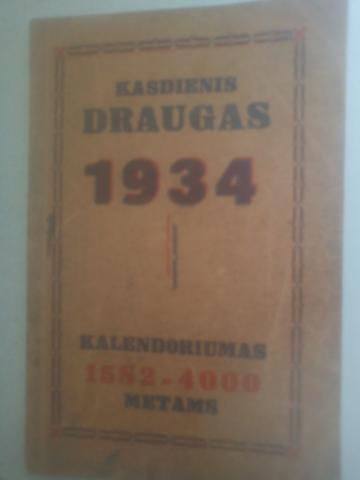 KASDIENIS
DRAUGAS
1934
KALENDORIUMAS
1582-4000
METAMS